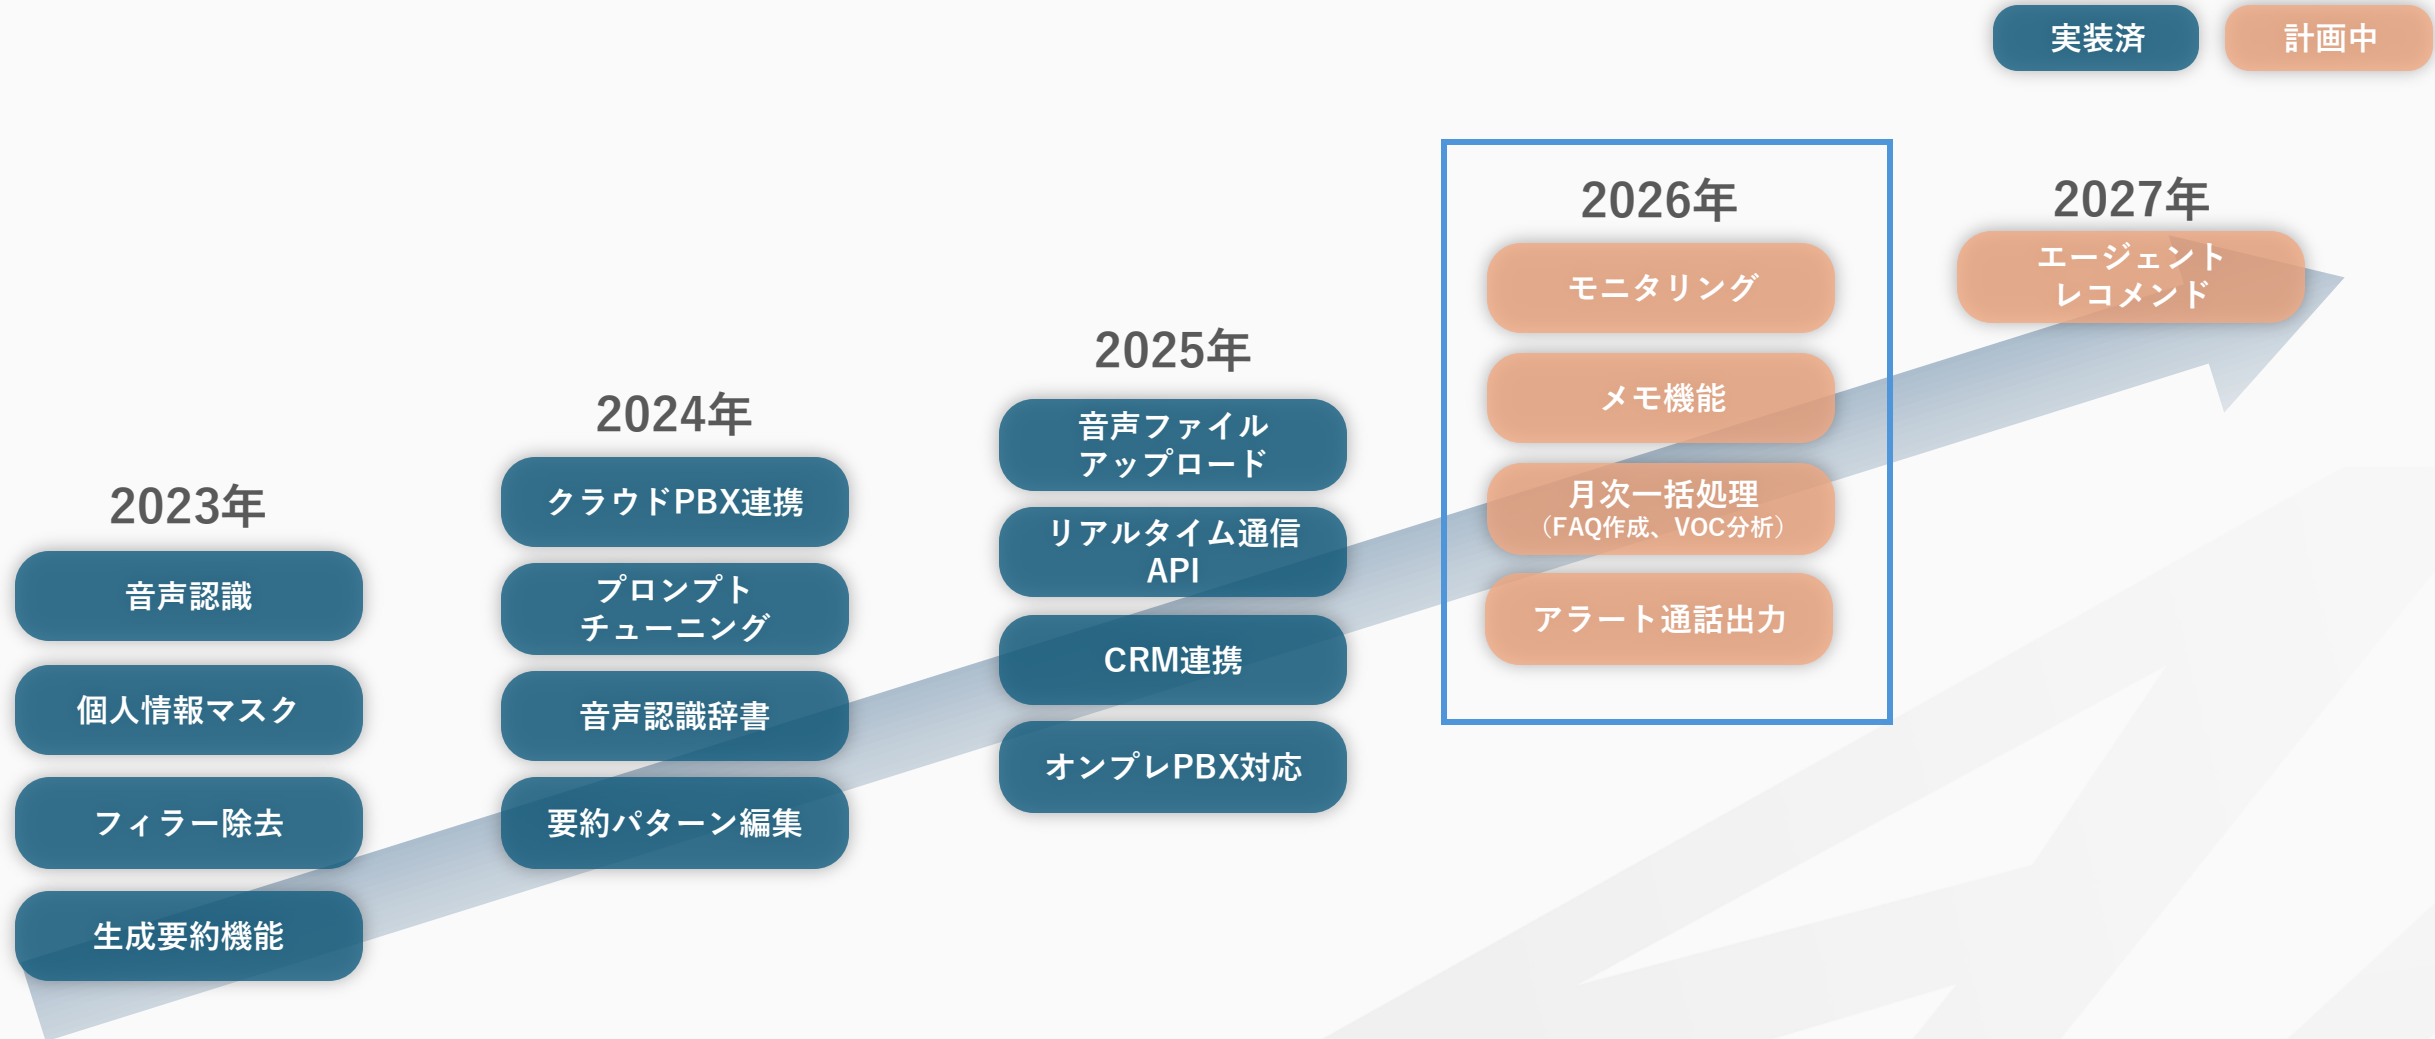 実装済
計画中
2023年
音声認識
個人情報マスク
フィラー除去
生成要約機能
2024年
クラウドPBX連携
プロンプト
チューニング
音声認識辞書
要約パターン編集
2025年
音声ファイル
アップロード
リアルタイム通信
API
CRM連携
オンプレPBX対応
2026年
モニタリング
メモ機能
月次一括処理
（FAQ作成、VOC分析）
アラート通話出力
2027年
エージェント
レコメンド